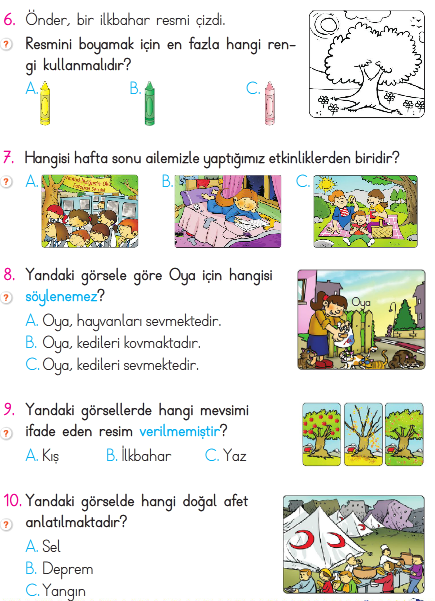 6. Önder, bir ilkbahar resmi çizdi.
? Resmini boyamak için en fazla hangi ren-
gi kullanmalıdır?
A. B. C.
7. Hangisi hafta sonu ailemizle yaptığımız etkinliklerden biridir?
? A. B. C.
8. Yandaki görsele göre Oya için hangisi
? söylenemez?
A. Oya, hayvanları sevmektedir.
B. Oya, kedileri kovmaktadır.
C. Oya, kedileri sevmektedir.
Oya
9. Yandaki görsellerde hangi mevsimi
? ifade eden resim verilmemiştir?
A. Kış B. İlkbahar C. Yaz
10. Yandaki görselde hangi doğal afet
? anlatılmaktadır?
A. Sel
B. Deprem
C. Yangın